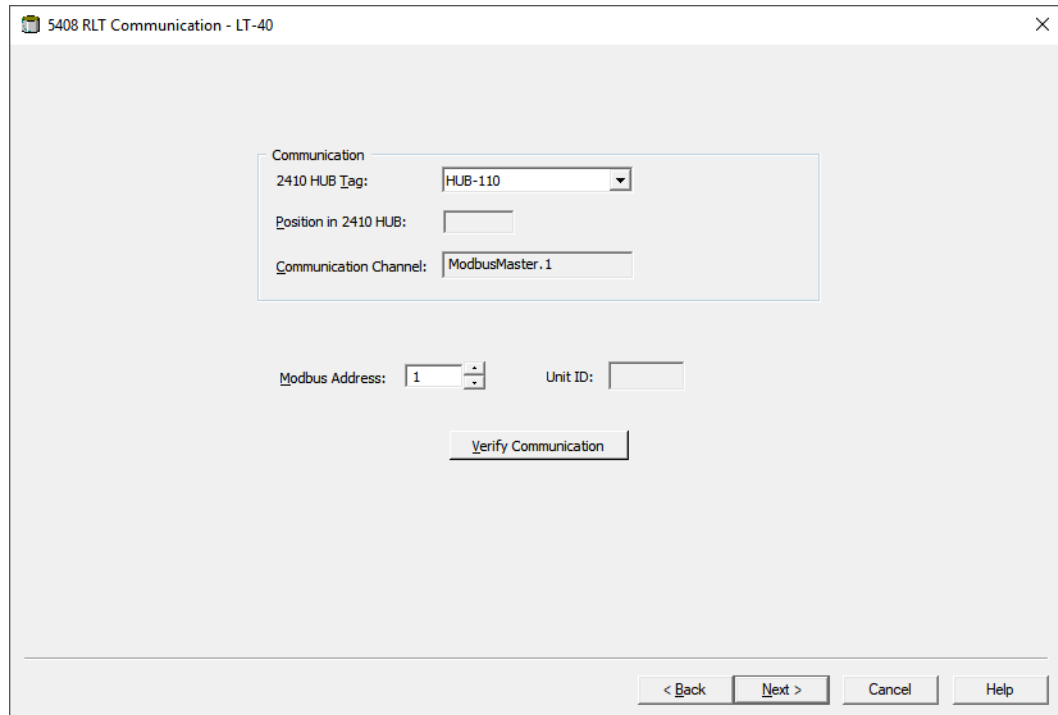 5408 RLT Communication - LT-40
Communication
2410 HUB Tag: HUB-110
Position in 2410 HUB:
Communication Channel: ModbusMaster.1
Modbus Address: 1 Unit ID:
Verify Communication
< Back Next > Cancel Help